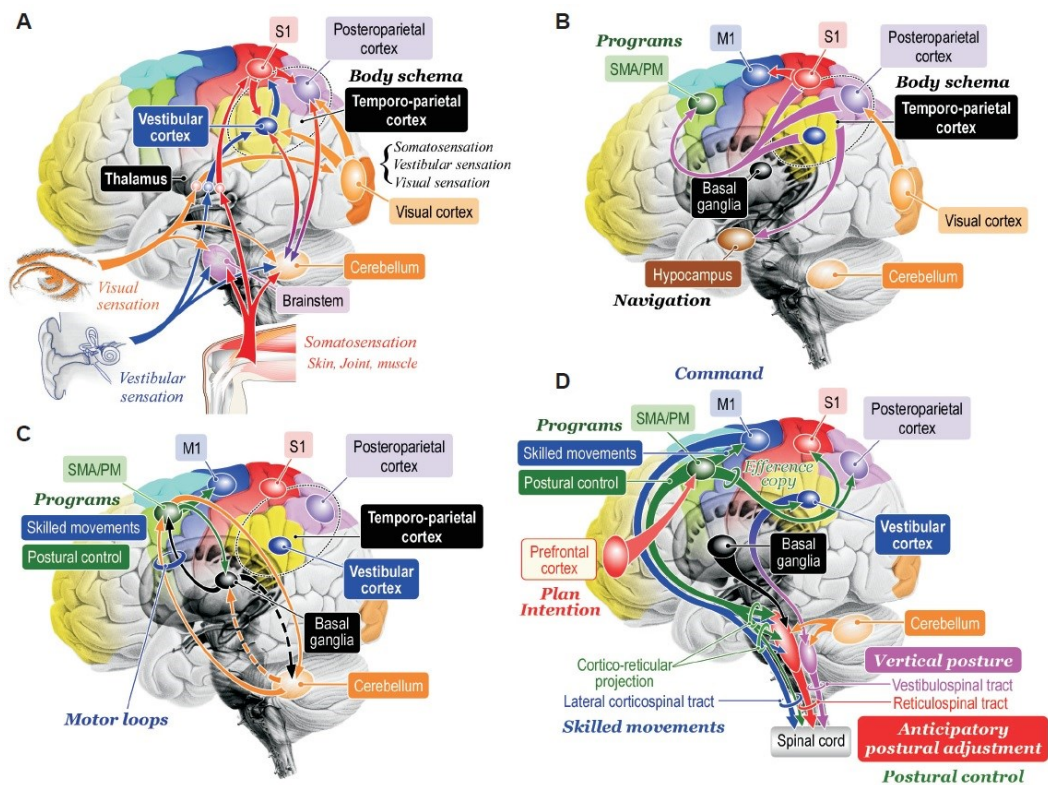 A
S1
Posteroparietal
cortex
Body schema
Temporo-parietal
cortex
Vestibular
cortex
Somatosensation
Vestibular sensation
Visual sensation
Thalamus
Visual cortex
Cerebellum
Brainstem
Visual
sensation
Somatosensation
Skin, Joint, muscle
Vestibular
sensation
B
Programs
M1
S1
Posteroparietal
cortex
SMA/PM
Body schema
Temporo-parietal
cortex
Basal
ganglia
Visual cortex
Hypocampus
Cerebellum
Navigation
C
M1
S1
Posteroparietal
cortex
SMA/PM
Programs
Skilled movements
Postural control
Temporo-parietal
cortex
Vestibular
cortex
Basal
ganglia
Cerebellum
Motor loops
D
Command
SMA/PM
M1
S1
Posteroparietal
cortex
Programs
Skilled movements
Postural control
Efference
copy
Vestibular
cortex
Prefrontal
cortex
Basal
ganglia
Plan
Intention
Cerebellum
Cortico-reticular
projection
Vertical posture
Vestibulospinal tract
Lateral corticospinal tract
Reticulospinal tract
Skilled movements
Spinal cord
Anticipatory
postural adjustment
Postural control